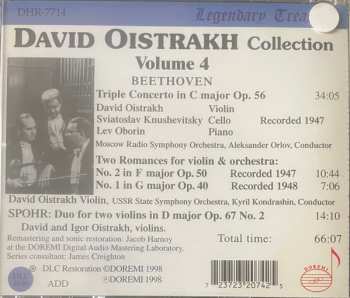 DHR-7714 Legendary Treas
DAVID OISTRAKH Collection
Volume 4
BEETHOVEN
Triple Concerto in C major Op. 56 34:05
David Oistrakh Violin
Sviatoslav Knushevitsky Cello Recorded 1947
Lev Oborin Piano
Moscow Radio Symphony Orchestra, Aleksander Orlov, Conductor
Two Romances for violin & orchestra:
No. 2 in F major Op. 50 Recorded 1947 10:44
No. 1 in G major Op. 40 Recorded 1948 7:06
David Oistrakh Violin, USSR State Symphony Orchestra, Kyril Kondrashin, Conductor
SPOHR: Duo for two violins in D major Op. 67 No. 2 14:10
David and Igor Oistrakh, violins.
Remastering and sonic restoration: Jacob Harnoy
at the DOREMI Digital Audio Mastering Laboratory.
Series consultant: James Creighton
Total time: 66:07
DLC Restoration ©DOREMI 1998
ADD ℗DOREMI 1998
7 23723 20742 5
DOREMI